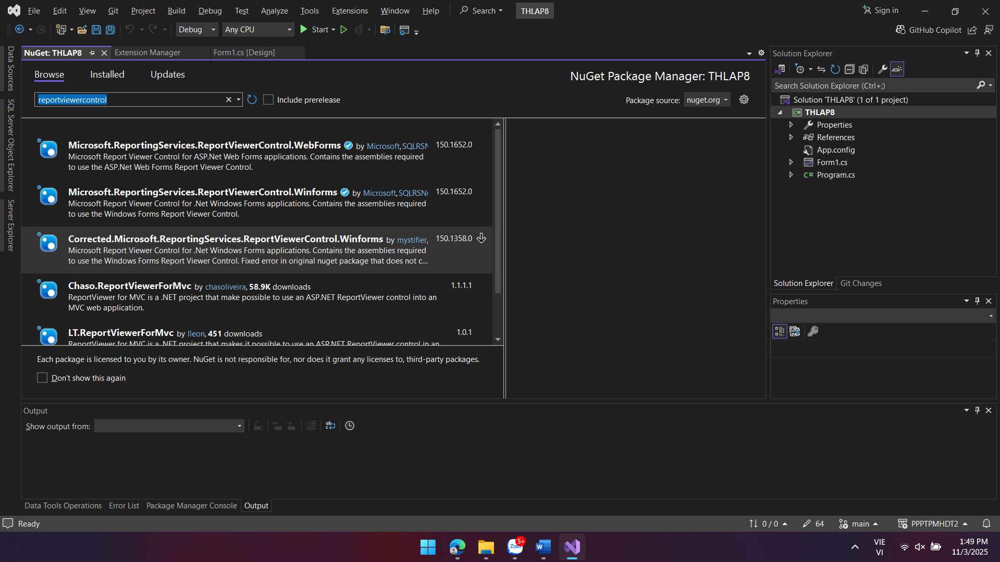 File Edit View Git Project Build Debug Test Analyze Tools Extensions Window Help Search THLAP8 Sign in
Debug Any CPU Start GitHub Copilot
Data Sources
SQL Server Object Explorer
Server Explorer
NuGet: THLAP8 Extension Manager Form1.cs [Design]
Browse Installed Updates
NuGet Package Manager: THLAP8
reportviewercontrol
Include prerelease
Package source: nuget.org
Microsoft.ReportingServices.ReportViewerControl.WebForms by Microsoft, SQLRSN 150.1652.0
Microsoft Report Viewer Control for ASP.Net Web Forms applications. Contains the assemblies required
to use the ASP.Net Web Forms Report Viewer Control.
Microsoft.ReportingServices.ReportViewerControl.Winforms by Microsoft, SQLRSN 150.1652.0
Microsoft Report Viewer Control for .Net Windows Forms applications. Contains the assemblies required
to use the Windows Forms Report Viewer Control.
Corrected.Microsoft.ReportingServices.ReportViewerControl.Winforms by mystifier, 150.1358.0
Microsoft Report Viewer Control for .Net Windows Forms applications. Contains the assemblies required
to use the Windows Forms Report Viewer Control. Fixed error in original nuget package that does not c...
Chaso.ReportViewerForMvc by chasoliveira, 58.9K downloads 1.1.1.1
ReportViewer for MVC is a .NET project that make possible to use an ASP.NET ReportViewer control into an
MVC web application.
LT.ReportViewerForMvc by lleon, 451 downloads 1.0.1
ReportViewer for MVC is a .NET project that makes it possible to use an ASP.NET ReportViewer control in an
Each package is licensed to you by its owner. NuGet is not responsible for, nor does it grant any licenses to, third-party packages.
Don't show this again
Solution Explorer
Search Solution Explorer (Ctrl+;)
Solution 'THLAP8' (1 of 1 project)
C# THLAP8
Properties
References
App.config
Form1.cs
C# Program.cs
Solution Explorer Git Changes
Properties
Output
Show output from:
Data Tools Operations Error List Package Manager Console Output
Ready 0 / 0 64 main PPPTPMHDT2
Zalo 5+
W
VIE
VI
1:49 PM
11/3/2025